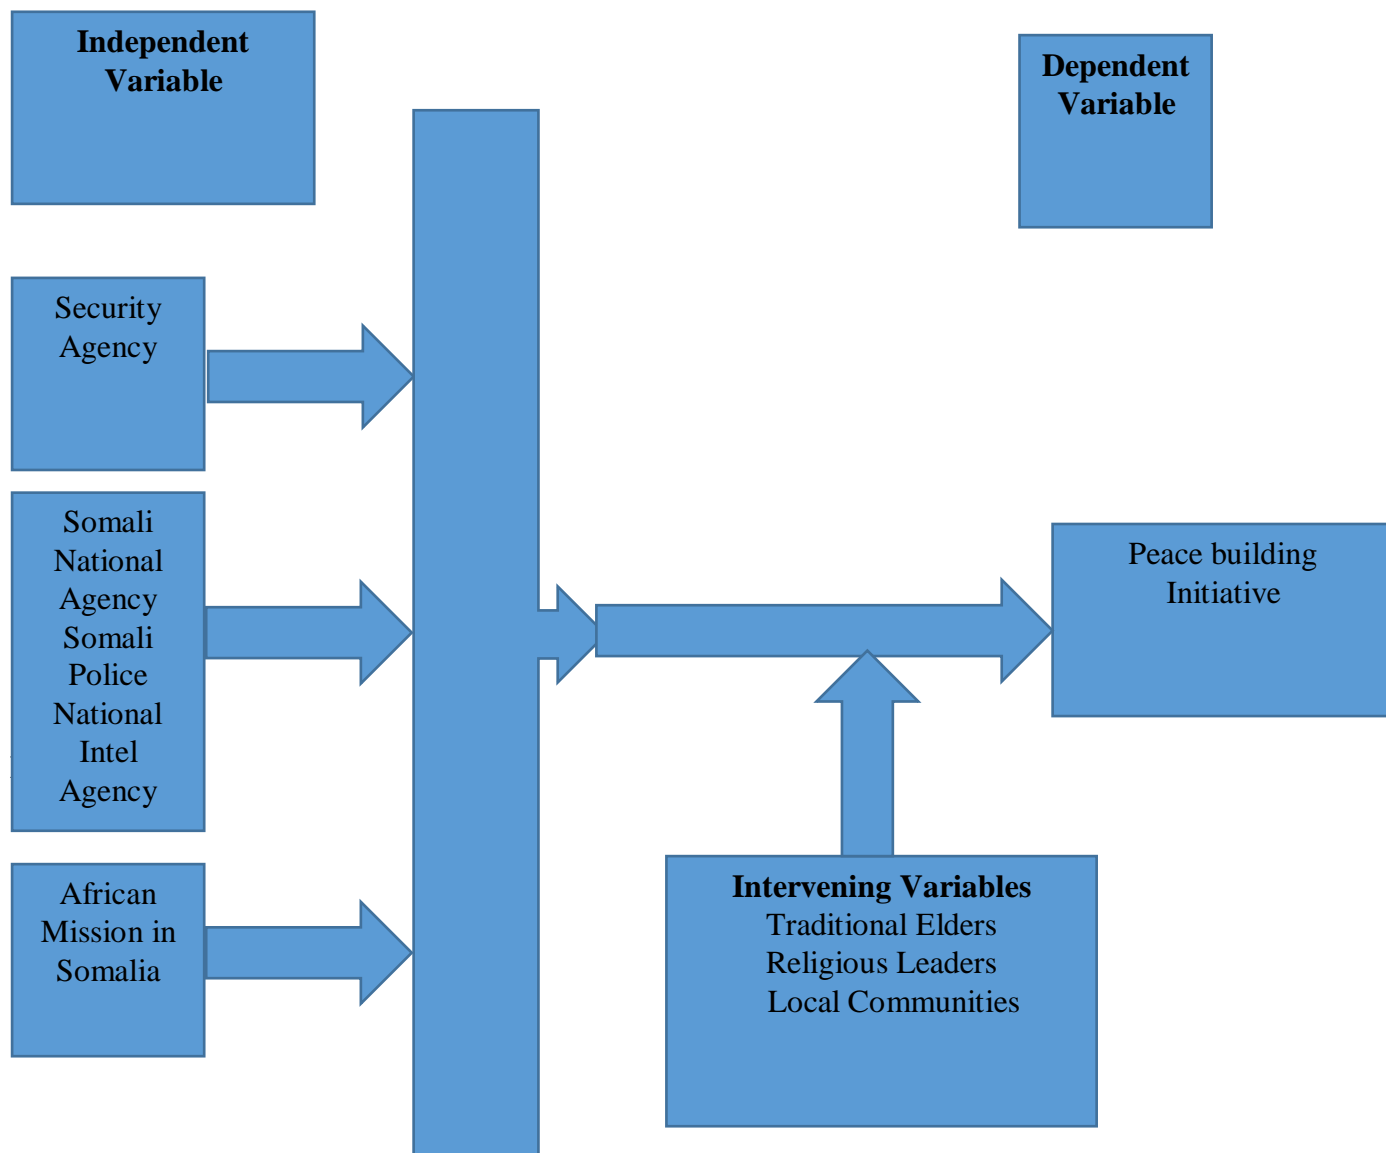 Independent
Variable
Dependent
Variable
Security
Agency
Somali
National
Agency
Somali
Police
National
Intel
Agency
African
Mission in
Somalia
Peace building
Initiative
Intervening Variables
Traditional Elders
Religious Leaders
Local Communities